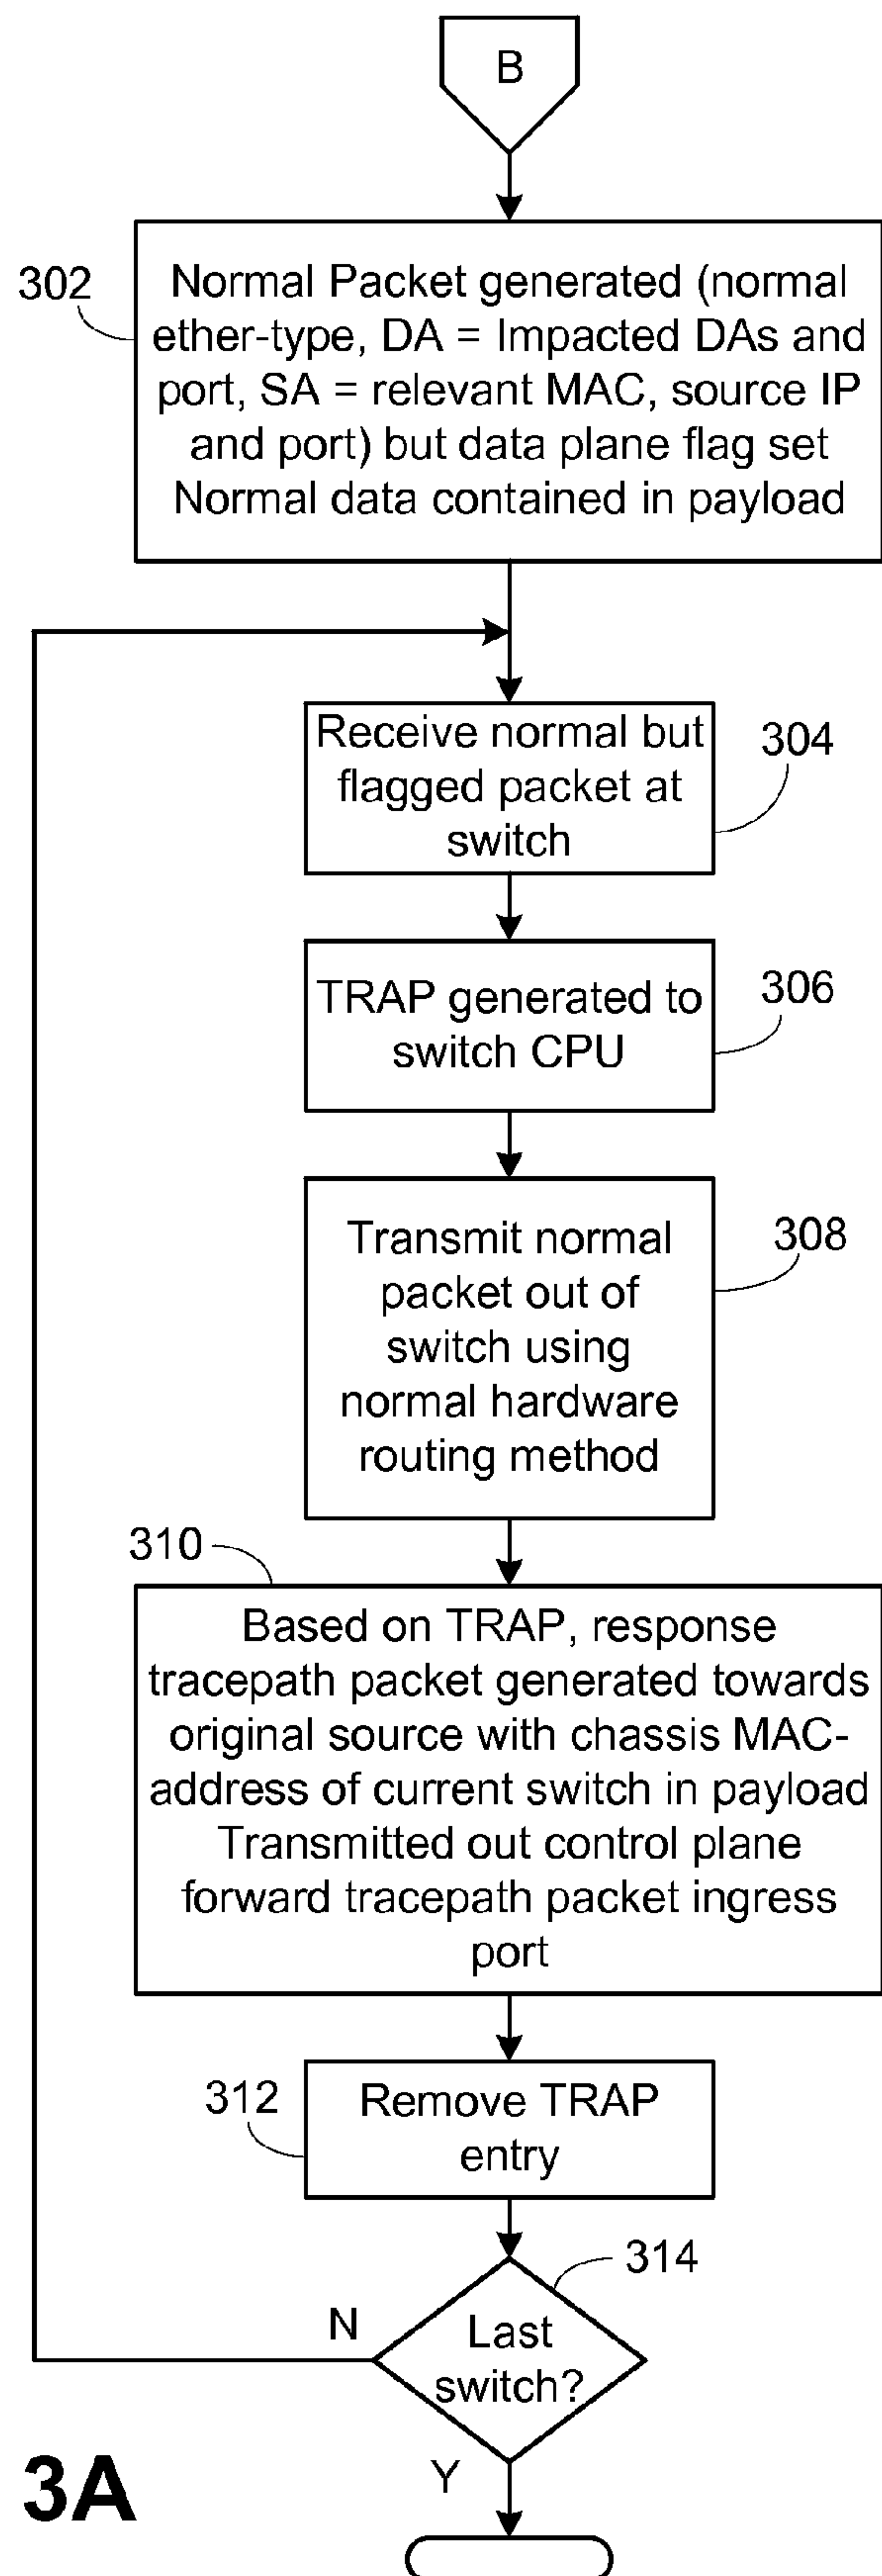 B
302
Normal Packet generated (normal
ether-type, DA = Impacted DAs and
port, SA = relevant MAC, source IP
and port) but data plane flag set
Normal data contained in payload
Receive normal but
flagged packet at
switch
304
TRAP generated to
switch CPU
306
Transmit normal
packet out of
switch using
normal hardware
routing method
308
310
Based on TRAP, response
tracepath packet generated towards
original source with chassis MAC-
address of current switch in payload
Transmitted out control plane
forward tracepath packet ingress
port
312
Remove TRAP
entry
314
N
Last
switch?
Y
3A